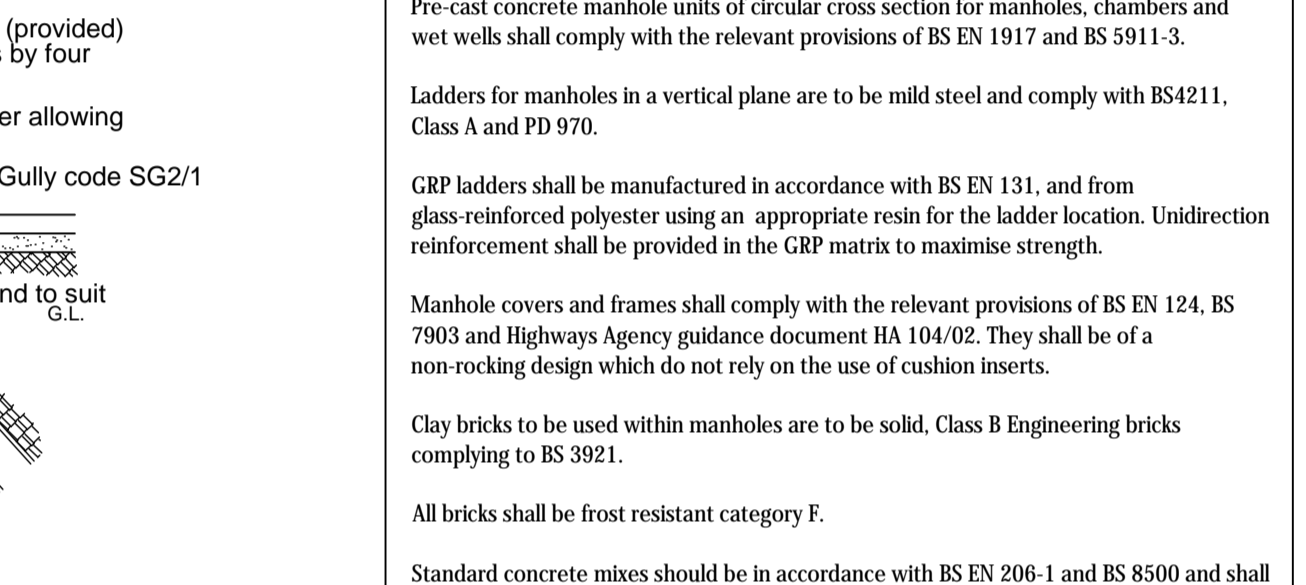 (provided)
by four
er allowing
Gully code SG2/1
nd to suit
G.L.
Pre-cast concrete manhole units of circular cross section for manholes, chambers and
wet wells shall comply with the relevant provisions of BS EN 1917 and BS 5911-3.
Ladders for manholes in a vertical plane are to be mild steel and comply with BS4211,
Class A and PD 970.
GRP ladders shall be manufactured in accordance with BS EN 131, and from
glass-reinforced polyester using an appropriate resin for the ladder location. Unidirection
reinforcement shall be provided in the GRP matrix to maximise strength.
Manhole covers and frames shall comply with the relevant provisions of BS EN 124, BS
7903 and Highways Agency guidance document HA 104/02. They shall be of a
non-rocking design which do not rely on the use of cushion inserts.
Clay bricks to be used within manholes are to be solid, Class B Engineering bricks
complying to BS 3921.
All bricks shall be frost resistant category F.
Standard concrete mixes should be in accordance with BS EN 206-1 and BS 8500 and shall